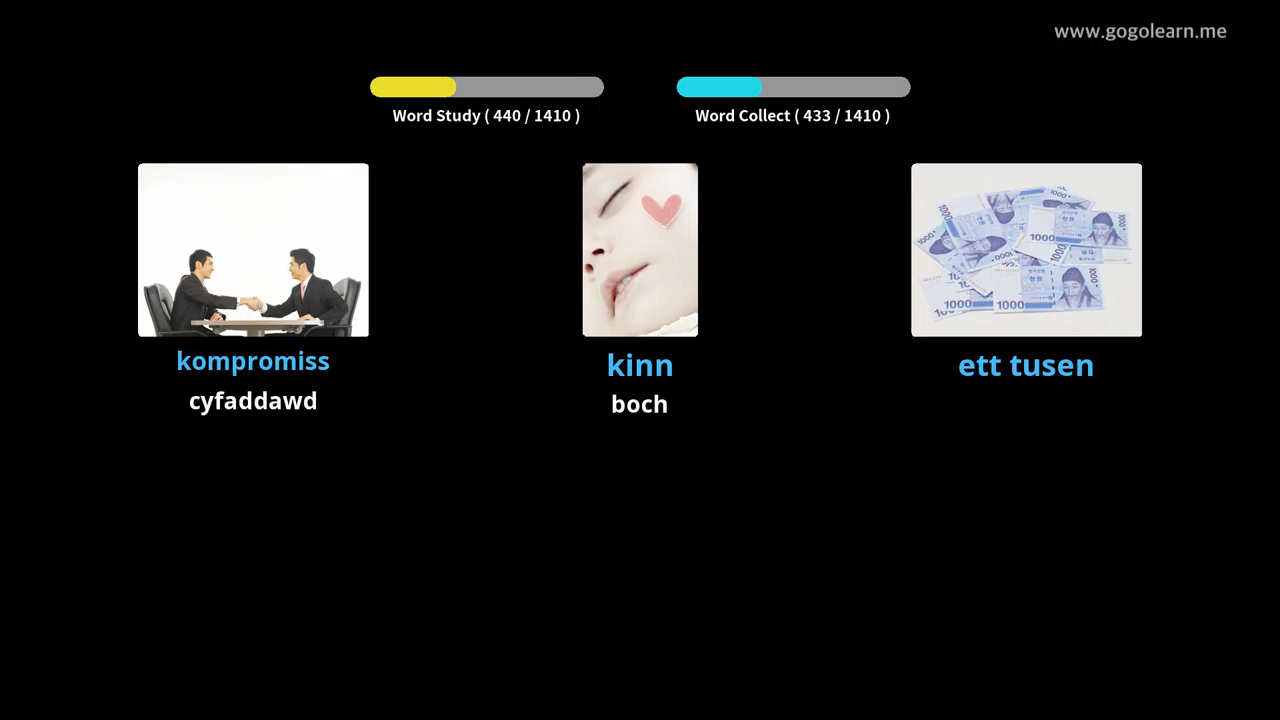 www.gogolearn.me
Word Study ( 440 / 1410 )
Word Collect ( 433 / 1410 )
kompromiss
cyfaddawd
kinn
boch
ett tusen